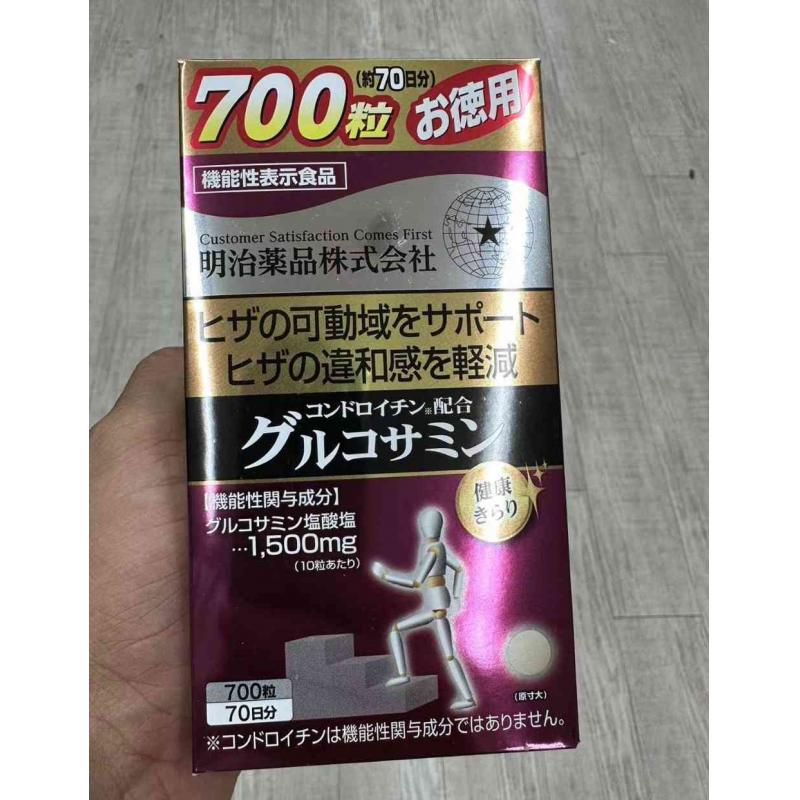 700粒(約70日分)お徳用
機能性表示食品
Customer Satisfaction Comes First
明治薬品株式会社
ヒザの可動域をサポート
ヒザの違和感を軽減
コンドロイチン※配合
グルコサミン
健康
きらり
【機能性関与成分】
グルコサミン塩酸塩
…1,500mg
(10粒あたり)
700粒
70日分
(原寸大)
※コンドロイチンは機能性関与成分ではありません。